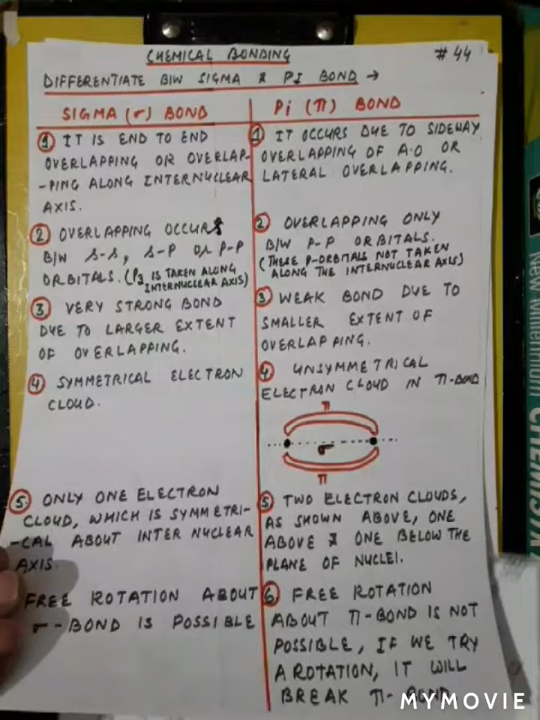 CHEMICAL BONDING
#44
DIFFERENTIATE B/W SIGMA & PI BOND →
SIGMA (σ) BOND
① IT IS END TO END
OVERLAPPING OR OVERLAP-
-PING ALONG INTERNUCLEAR
AXIS.
② OVERLAPPING OCCURS
B/W S-S, S-P or P-P
ORBITALS. (Pz IS TAKEN ALONG
INTERNUCLEAR AXIS)
③ VERY STRONG BOND
DUE TO LARGER EXTENT
OF OVERLAPPING.
④ SYMMETRICAL ELECTRON
CLOUD.
⑤ ONLY ONE ELECTRON
CLOUD, WHICH IS SYMMETRI-
-CAL ABOUT INTER NUCLEAR
AXIS.
FREE ROTATION ABOUT
σ-BOND IS POSSIBLE
Pi (π) BOND
① IT OCCURS DUE TO SIDEWAY
OVERLAPPING OF A.O OR
LATERAL OVERLAPPING.
② OVERLAPPING ONLY
B/W P-P ORBITALS.
(THESE P-ORBITALS NOT TAKEN
ALONG THE INTERNUCLEAR AXIS)
③ WEAK BOND DUE TO
SMALLER EXTENT OF
OVERLAPPING.
④ UNSYMMETRICAL
ELECTRON CLOUD IN π-BOND
π
σ
π
⑤ TWO ELECTRON CLOUDS,
AS SHOWN ABOVE, ONE
ABOVE & ONE BELOW THE
PLANE OF NUCLEI.
⑥ FREE ROTATION
ABOUT π-BOND IS NOT
POSSIBLE, IF WE TRY
A ROTATION, IT WILL
BREAK π-BOND
MYMOVIE
New Millennium
CHEMIST